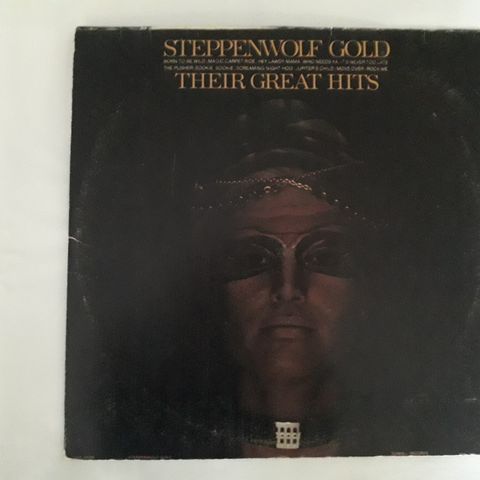 STEPPENWOLF GOLD
BORN TO BE WILD · MAGIC CARPET RIDE · HEY LAWDY MAMA · WHO NEEDS YA · IT'S NEVER TOO LATE
THE PUSHER · SOOKIE, SOOKIE · SCREAMING NIGHT HOG · JUPITER'S CHILD · MOVE OVER · ROCK ME
THEIR GREAT HITS